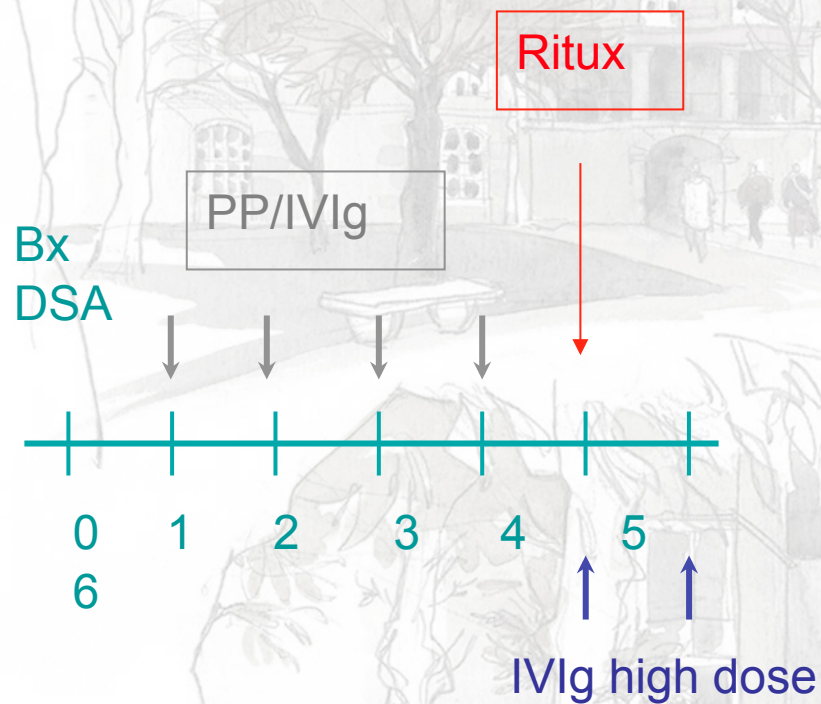 Ritux
PP/IVIg
Bx
DSA
0 1 2 3 4 5
6
IVIg high dose